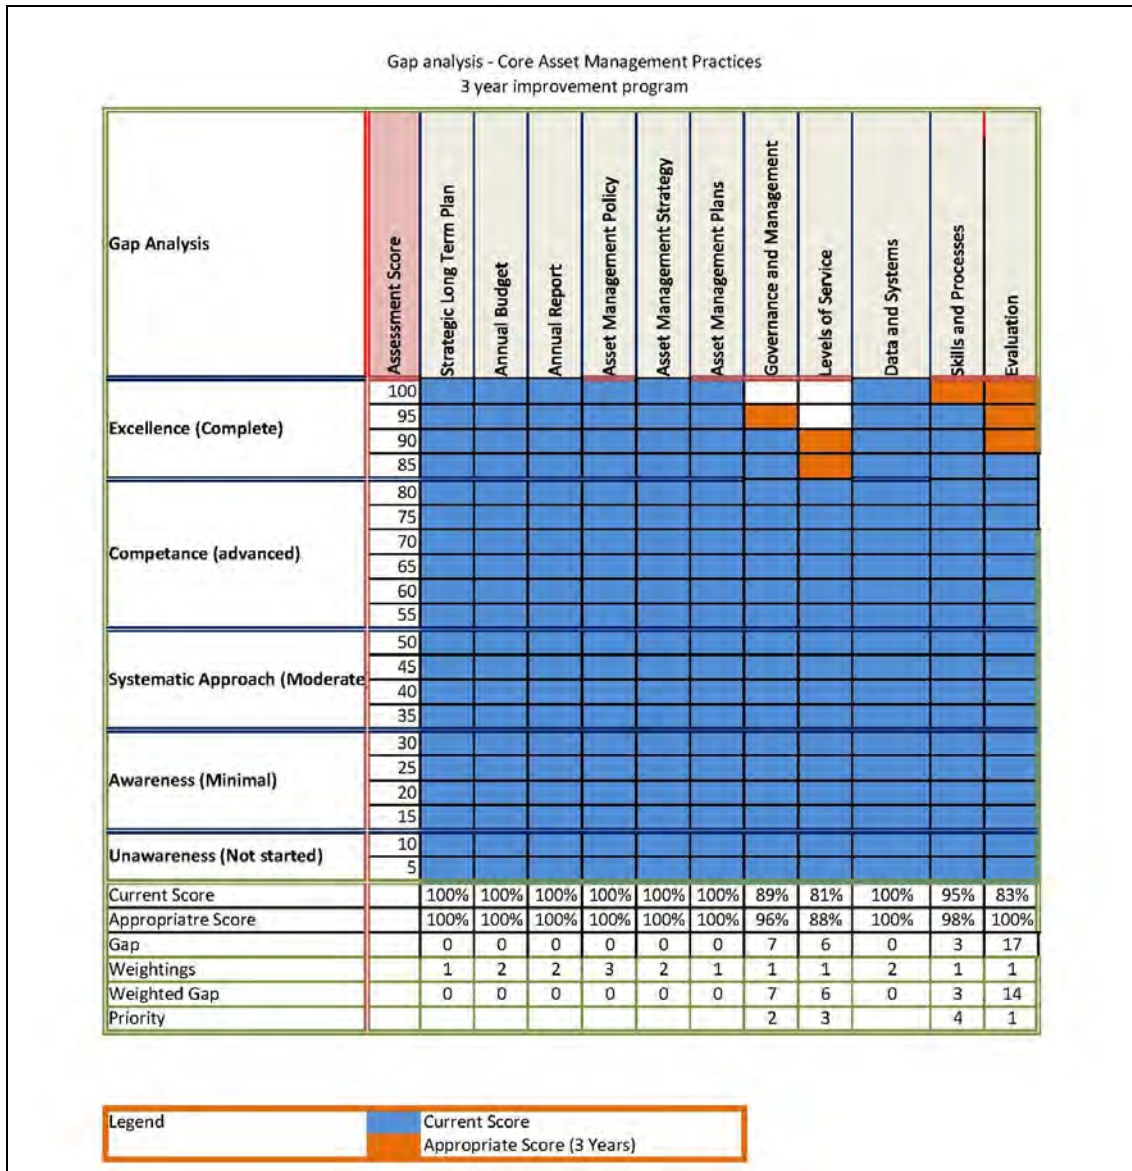 Gap analysis - Core Asset Management Practices
3 year improvement program
Gap Analysis
Assessment Score
Strategic Long Term Plan
Annual Budget
Annual Report
Asset Management Policy
Asset Management Strategy
Asset Management Plans
Governance and Management
Levels of Service
Data and Systems
Skills and Processes
Evaluation
Excellence (Complete)
100
95
90
85
Competance (advanced)
80
75
70
65
60
55
Systematic Approach (Moderate
50
45
40
35
Awareness (Minimal)
30
25
20
15
Unawareness (Not started)
10
5
Current Score 100% 100% 100% 100% 100% 100% 89% 81% 100% 95% 83%
Appropriatre Score 100% 100% 100% 100% 100% 100% 96% 88% 100% 98% 100%
Gap 0 0 0 0 0 0 7 6 0 3 17
Weightings 1 2 2 3 2 1 1 1 2 1 1
Weighted Gap 0 0 0 0 0 0 7 6 0 3 14
Priority 2 3 4 1
Legend Current Score
Appropriate Score (3 Years)